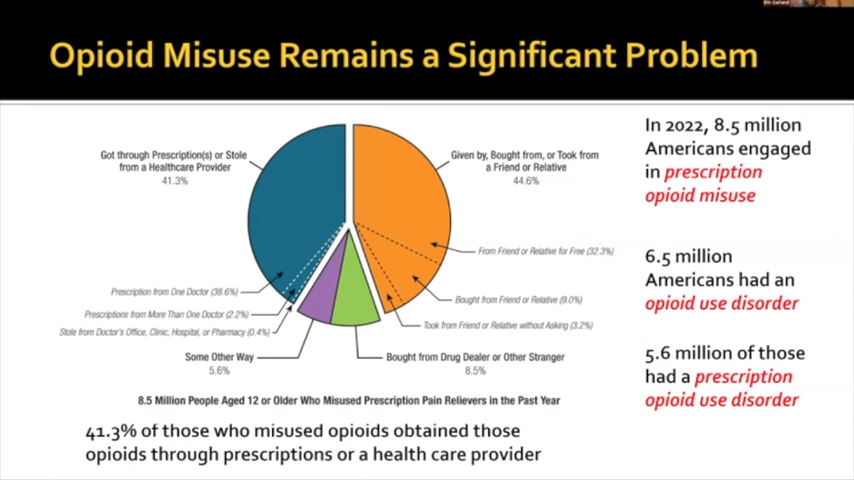 Eric Garland
Opioid Misuse Remains a Significant Problem
Got through Prescription(s) or Stole
from a Healthcare Provider
41.3%
Given by, Bought from, or Took from
a Friend or Relative
44.6%
From Friend or Relative for Free (32.3%)
Prescription from One Doctor (38.6%)
Bought from Friend or Relative (9.0%)
Prescriptions from More Than One Doctor (2.2%)
Took from Friend or Relative without Asking (3.2%)
Stole from Doctor's Office, Clinic, Hospital, or Pharmacy (0.4%)
Some Other Way
5.6%
Bought from Drug Dealer or Other Stranger
8.5%
8.5 Million People Aged 12 or Older Who Misused Prescription Pain Relievers in the Past Year
41.3% of those who misused opioids obtained those
opioids through prescriptions or a health care provider
In 2022, 8.5 million
Americans engaged
in prescription
opioid misuse
6.5 million
Americans had an
opioid use disorder
5.6 million of those
had a prescription
opioid use disorder